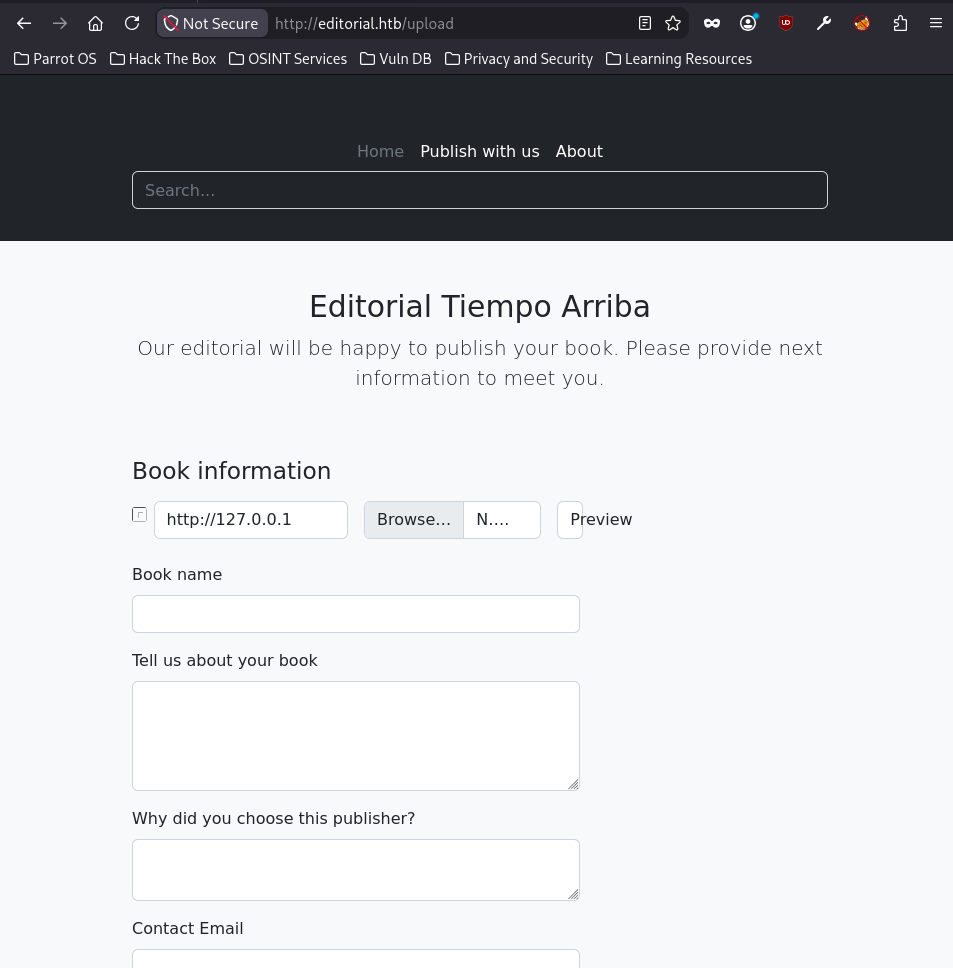 Not Secure http://editorial.htb/upload
Parrot OS Hack The Box OSINT Services Vuln DB Privacy and Security Learning Resources
Home Publish with us About
Search...
Editorial Tiempo Arriba
Our editorial will be happy to publish your book. Please provide next
information to meet you.
Book information
http://127.0.0.1 Browse... N.... Preview
Book name
Tell us about your book
Why did you choose this publisher?
Contact Email